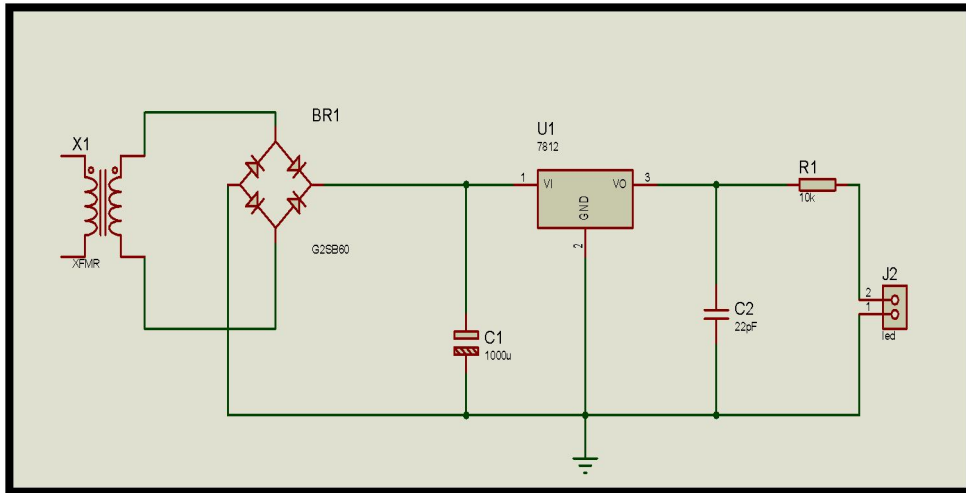 X1
XFMR
BR1
G2SB60
C1
1000u
U1
7812
1
VI
VO
3
GND
2
C2
22pF
R1
10k
J2
2
1
led